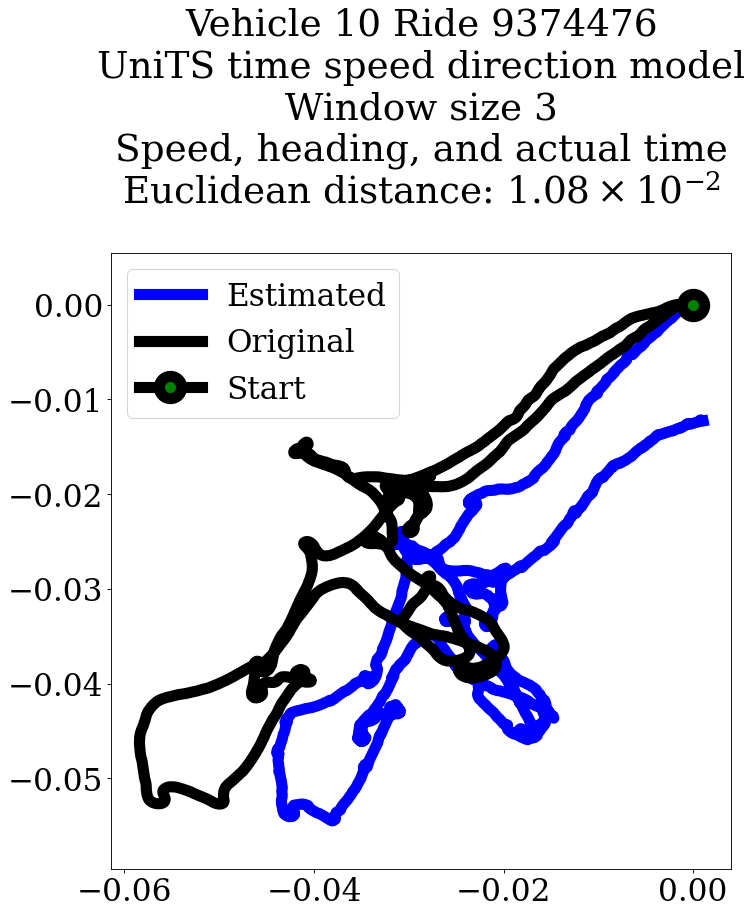 Vehicle 10 Ride 9374476
UniTS time speed direction model
Window size 3
Speed, heading, and actual time
Euclidean distance: 1.08 × 10⁻²
Estimated
Original
Start
0.00
−0.01
−0.02
−0.03
−0.04
−0.05
−0.06 −0.04 −0.02 0.00